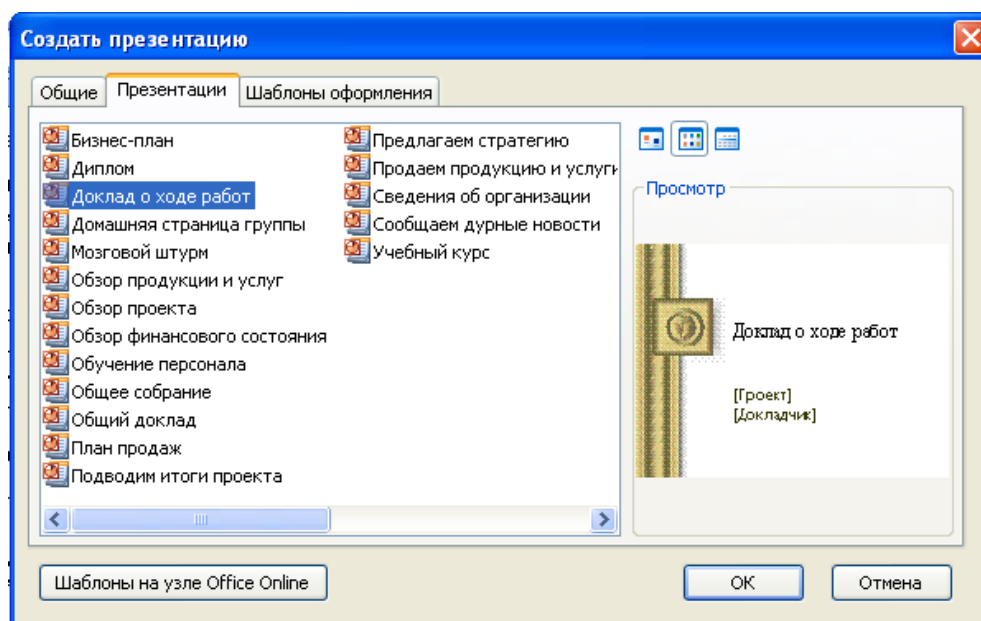 Создать презентацию
Общие
Презентации
Шаблоны оформления
Бизнес-план
Диплом
Доклад о ходе работ
Домашняя страница группы
Мозговой штурм
Обзор продукции и услуг
Обзор проекта
Обзор финансового состояния
Обучение персонала
Общее собрание
Общий доклад
План продаж
Подводим итоги проекта
Предлагаем стратегию
Продаем продукцию и услуги
Сведения об организации
Сообщаем дурные новости
Учебный курс
Просмотр
Доклад о ходе работ
[Проект]
[Докладчик]
Шаблоны на узле Office Online
ОК
Отмена